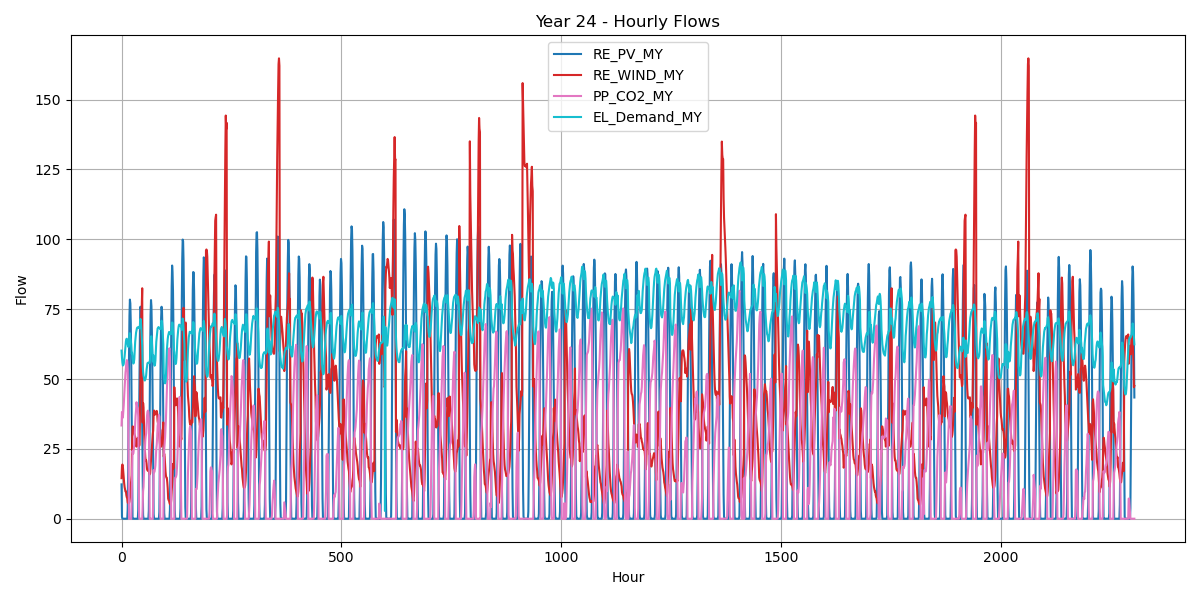 Year 24 - Hourly Flows
RE_PV_MY
RE_WIND_MY
PP_CO2_MY
EL_Demand_MY
150
125
100
75
50
25
0
Flow
0 500 1000 1500 2000
Hour